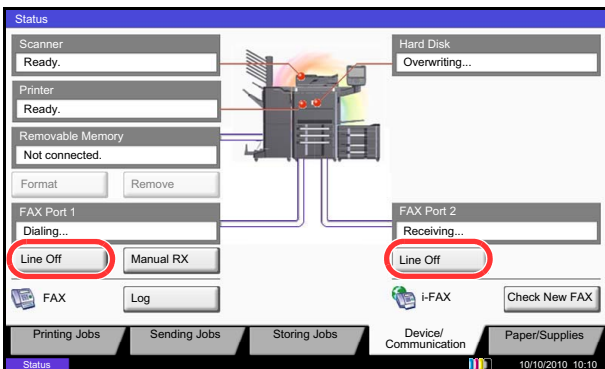 Status
Scanner
Ready.
Hard Disk
Overwriting...
Printer
Ready.
Removable Memory
Not connected.
Format
Remove
FAX Port 1
Dialing...
FAX Port 2
Receiving...
Line Off
Manual RX
Line Off
FAX
Log
i-FAX
Check New FAX
Printing Jobs
Sending Jobs
Storing Jobs
Device/
Communication
Paper/Supplies
Status
10/10/2010 10:10